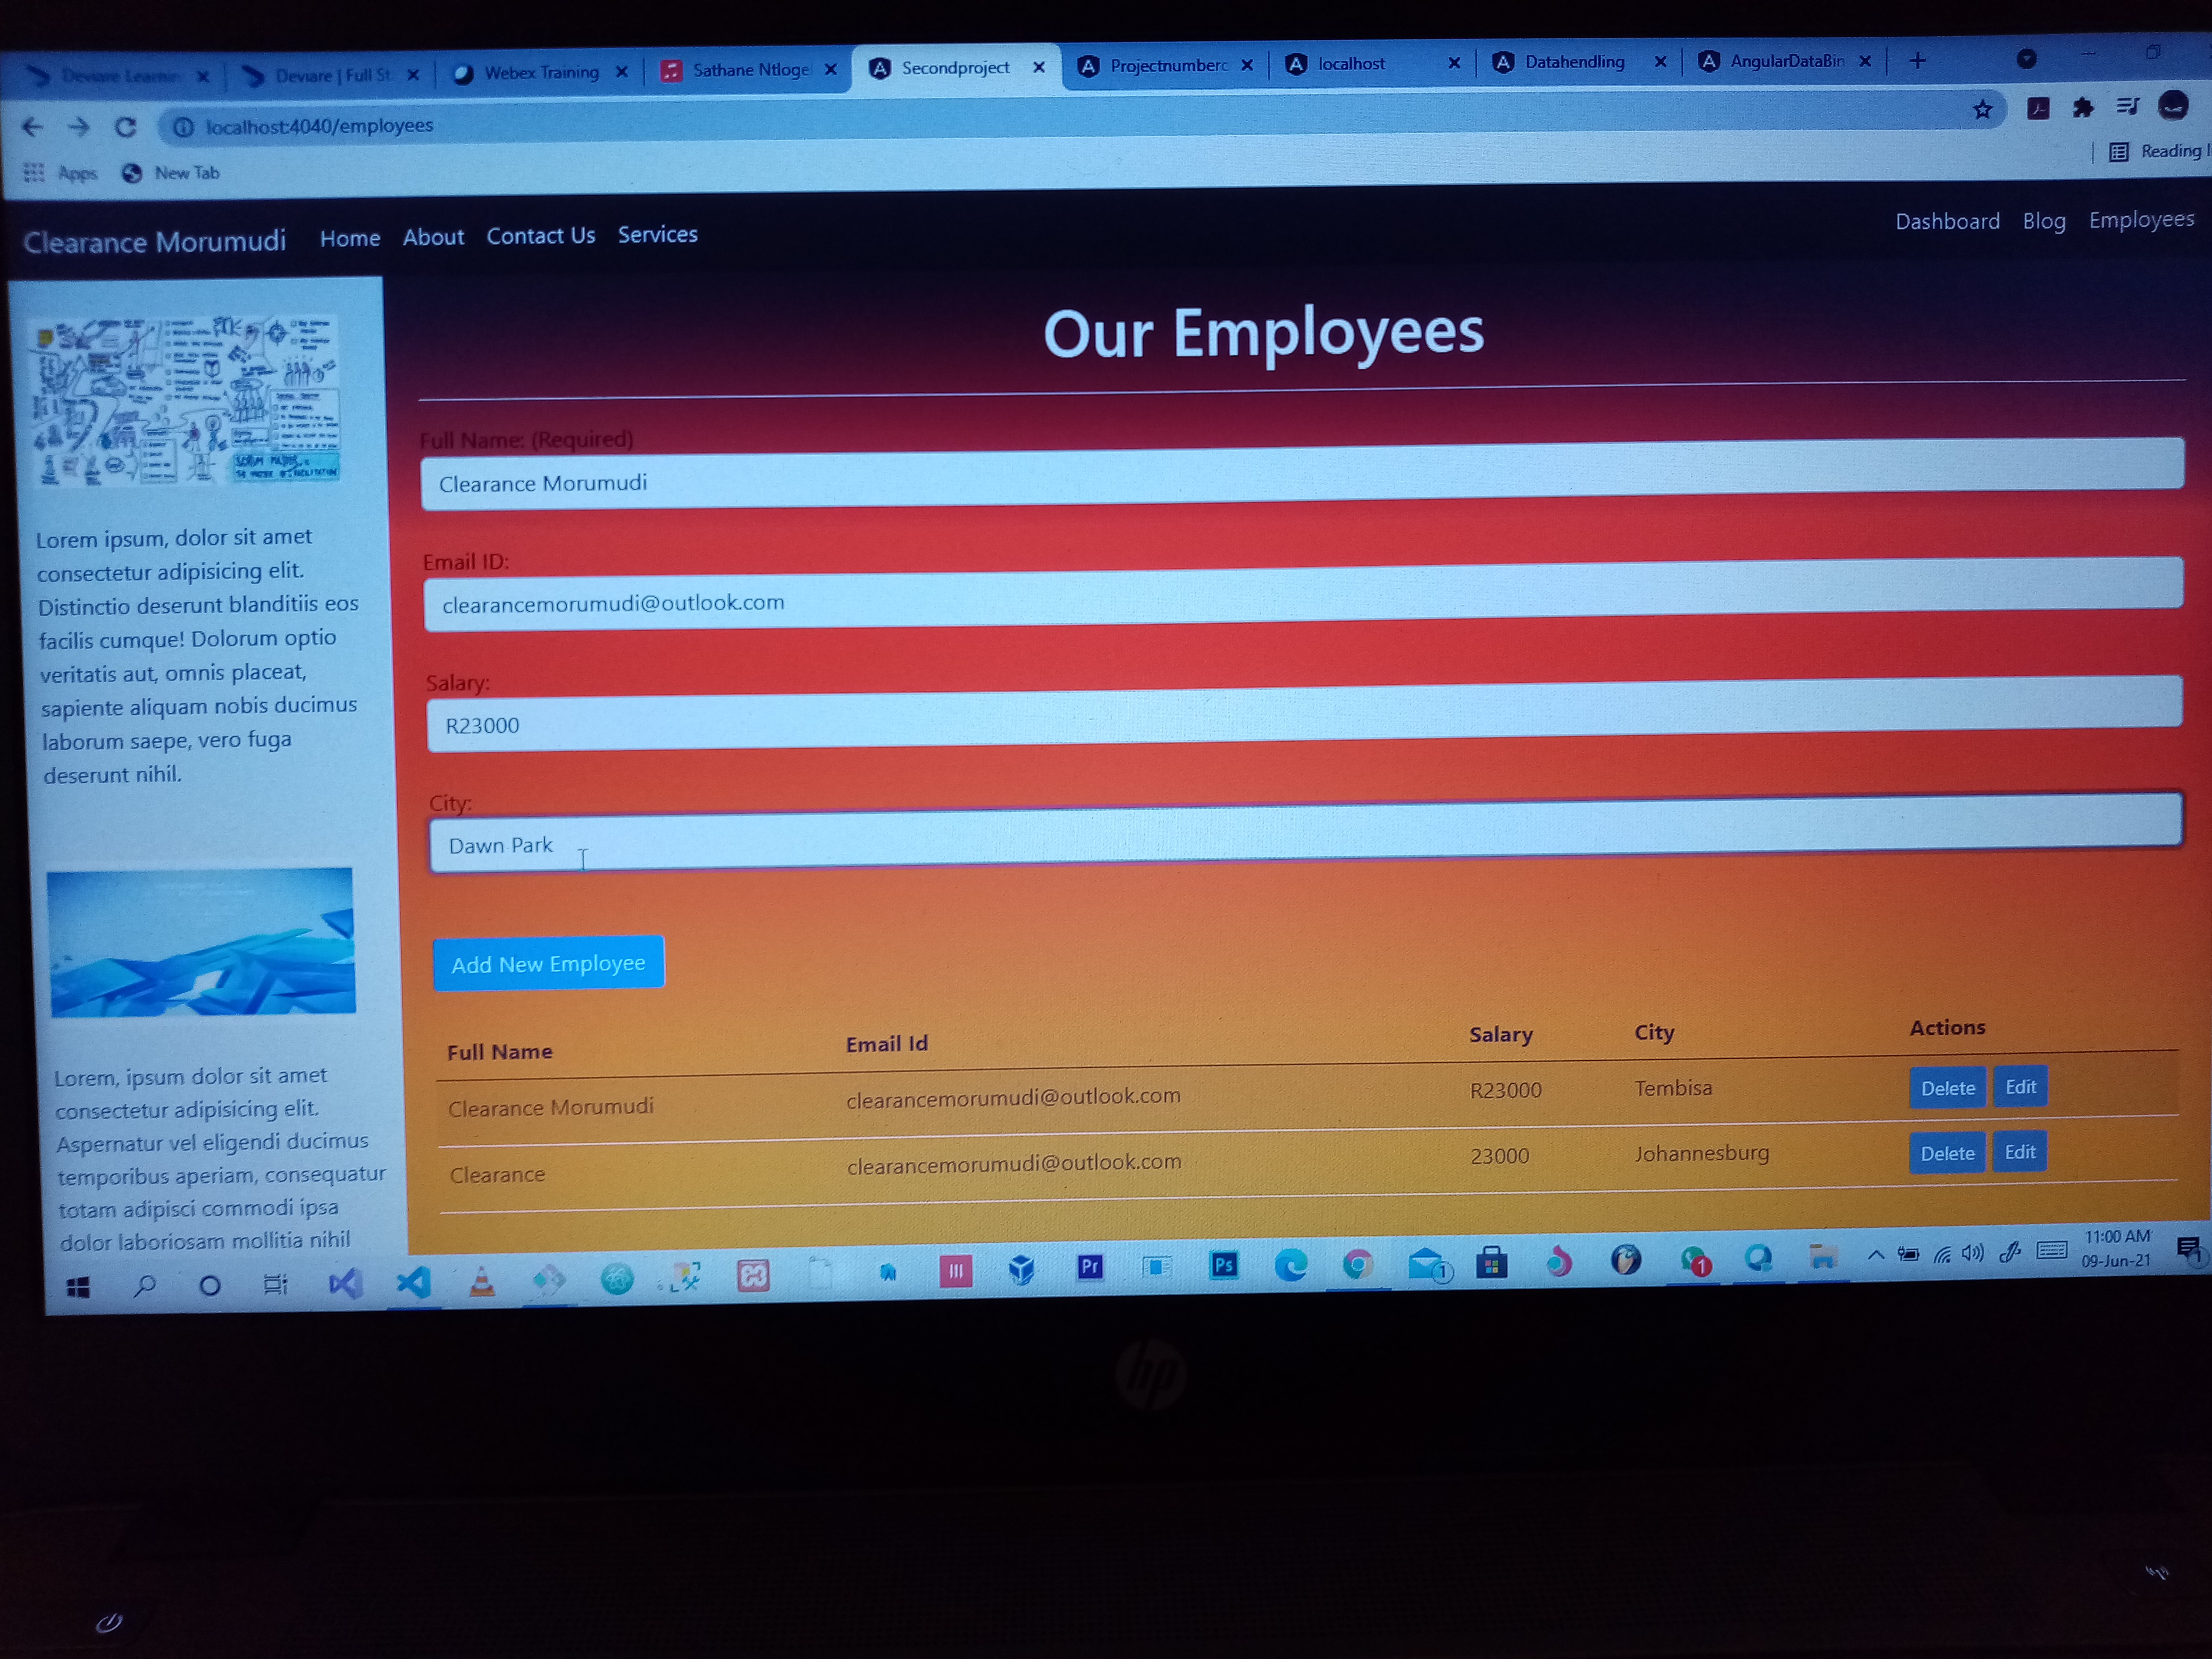 Deviare Learnin
Deviare | Full St
Webex Training
Sathane Ntloge
Secondproject
Projectnumber
localhost
Datahendling
AngularDataBin
localhost:4040/employees
Reading l
Apps
New Tab
Clearance Morumudi
Home About Contact Us Services
Dashboard Blog Employees
Lorem ipsum, dolor sit amet
consectetur adipisicing elit.
Distinctio deserunt blanditiis eos
facilis cumque! Dolorum optio
veritatis aut, omnis placeat,
sapiente aliquam nobis ducimus
laborum saepe, vero fuga
deserunt nihil.
Lorem, ipsum dolor sit amet
consectetur adipisicing elit.
Aspernatur vel eligendi ducimus
temporibus aperiam, consequatur
totam adipisci commodi ipsa
dolor laboriosam mollitia nihil
Our Employees
Full Name: (Required)
Clearance Morumudi
Email ID:
clearancemorumudi@outlook.com
Salary:
R23000
City:
Dawn Park
Add New Employee
Full Name Email Id Salary City Actions
Clearance Morumudi clearancemorumudi@outlook.com R23000 Tembisa Delete Edit
Clearance clearancemorumudi@outlook.com 23000 Johannesburg Delete Edit
Pr
Ps
1
1
11:00 AM
09-Jun-21
1
hp